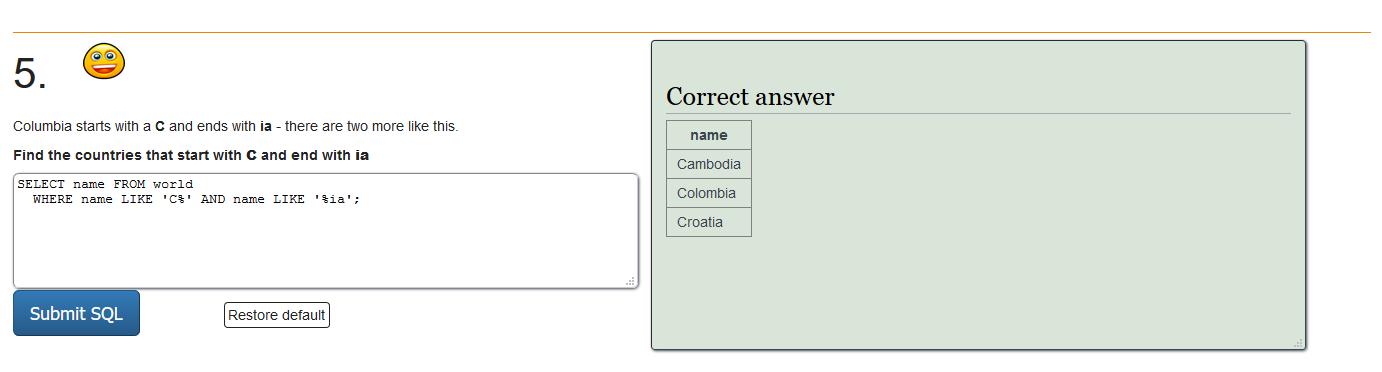 5.
Columbia starts with a C and ends with ia - there are two more like this.
Find the countries that start with C and end with ia
SELECT name FROM world
  WHERE name LIKE 'C%' AND name LIKE '%ia';
Submit SQL
Restore default
Correct answer
name
Cambodia
Colombia
Croatia